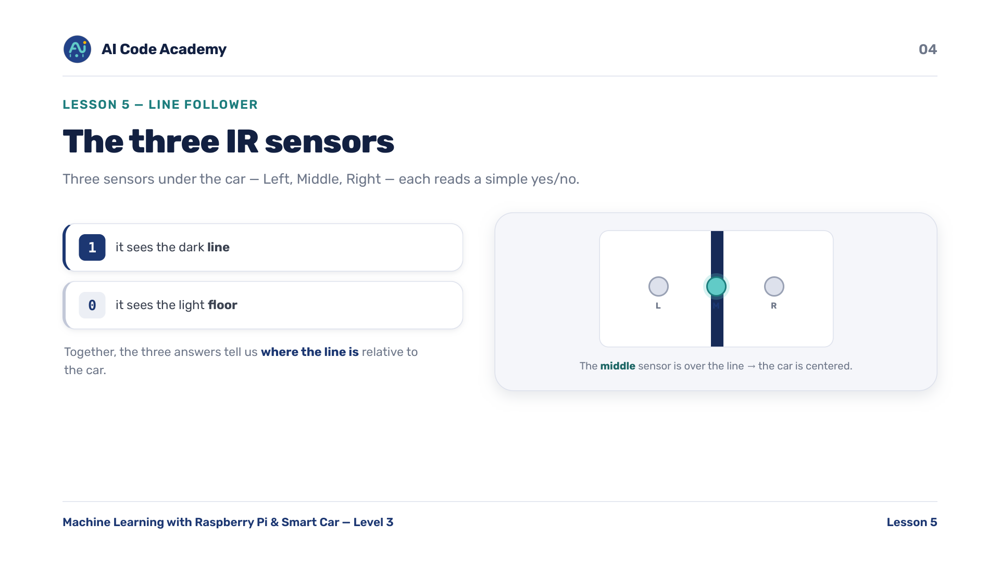 AI Code Academy
04
LESSON 5 — LINE FOLLOWER
The three IR sensors
Three sensors under the car — Left, Middle, Right — each reads a simple yes/no.
1 it sees the dark line
0 it sees the light floor
Together, the three answers tell us where the line is relative to
the car.
L M R
The middle sensor is over the line → the car is centered.
Machine Learning with Raspberry Pi & Smart Car — Level 3
Lesson 5